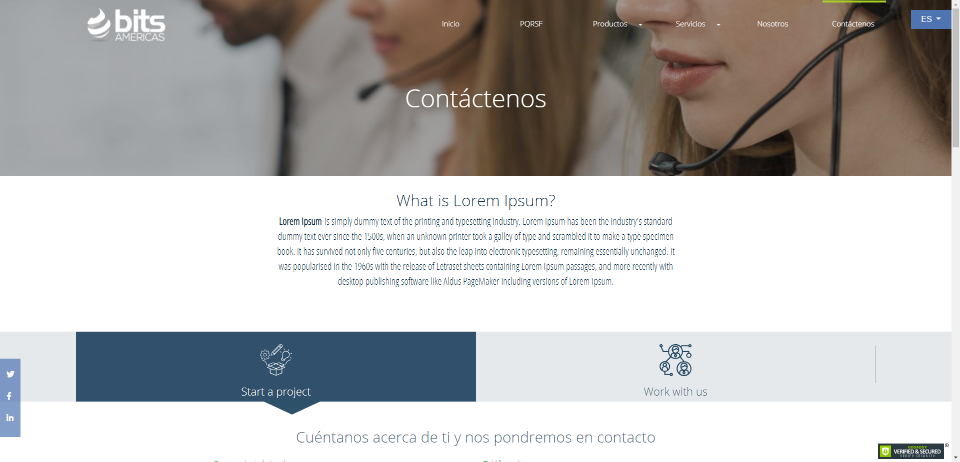 bits
AMERICAS
Inicio
PQRSF
Productos
Servicios
Nosotros
Contáctenos
ES
Contáctenos
What is Lorem Ipsum?
Lorem Ipsum is simply dummy text of the printing and typesetting industry. Lorem Ipsum has been the industry's standard
dummy text ever since the 1500s, when an unknown printer took a galley of type and scrambled it to make a type specimen
book. It has survived not only five centuries, but also the leap into electronic typesetting, remaining essentially unchanged. It
was popularised in the 1960s with the release of Letraset sheets containing Lorem Ipsum passages, and more recently with
desktop publishing software like Aldus PageMaker including versions of Lorem Ipsum.
Start a project
Work with us
Cuéntanos acerca de ti y nos pondremos en contacto
VERIFIED & SECURED